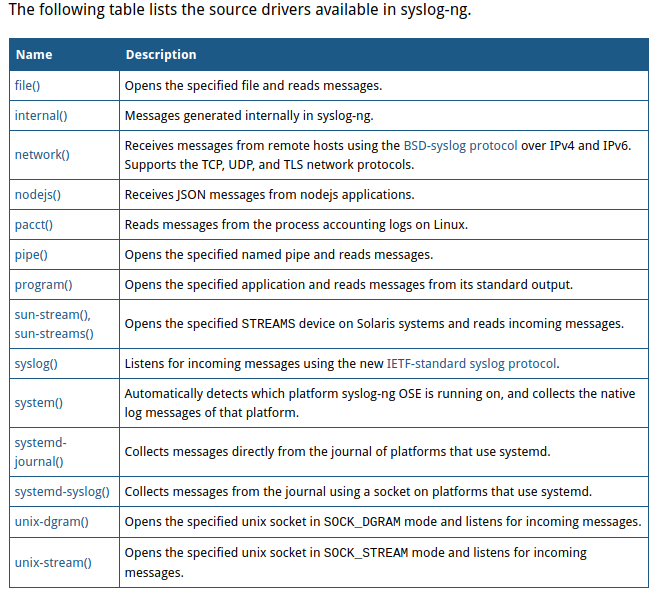 The following table lists the source drivers available in syslog-ng.
Name Description
file() Opens the specified file and reads messages.
internal() Messages generated internally in syslog-ng.
network() Receives messages from remote hosts using the BSD-syslog protocol over IPv4 and IPv6.
Supports the TCP, UDP, and TLS network protocols.
nodejs() Receives JSON messages from nodejs applications.
pacct() Reads messages from the process accounting logs on Linux.
pipe() Opens the specified named pipe and reads messages.
program() Opens the specified application and reads messages from its standard output.
sun-stream(),
sun-streams() Opens the specified STREAMS device on Solaris systems and reads incoming messages.
syslog() Listens for incoming messages using the new IETF-standard syslog protocol.
system() Automatically detects which platform syslog-ng OSE is running on, and collects the native
log messages of that platform.
systemd-
journal() Collects messages directly from the journal of platforms that use systemd.
systemd-syslog() Collects messages from the journal using a socket on platforms that use systemd.
unix-dgram() Opens the specified unix socket in SOCK_DGRAM mode and listens for incoming messages.
unix-stream() Opens the specified unix socket in SOCK_STREAM mode and listens for incoming
messages.